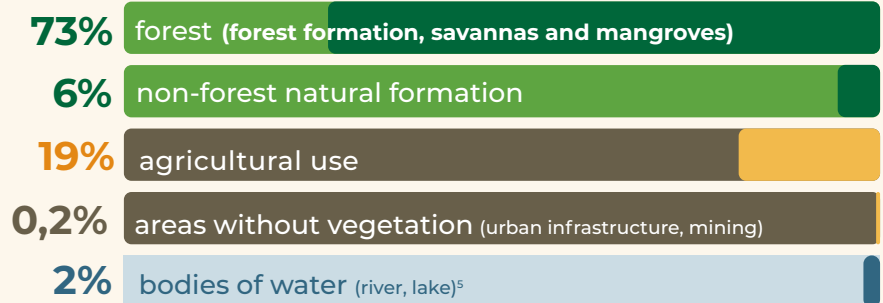 73% forest (forest formation, savannas and mangroves)
6% non-forest natural formation
19% agricultural use
0,2% areas without vegetation (urban infrastructure, mining)
2% bodies of water (river, lake)⁵